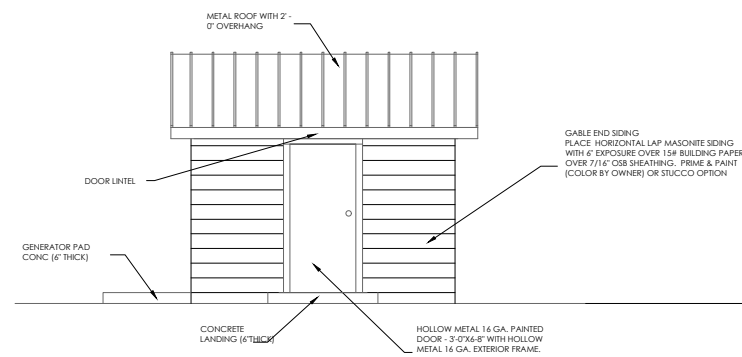 METAL ROOF WITH 2' -
0" OVERHANG
GABLE END SIDING
PLACE HORIZONTAL LAP MASONITE SIDING
WITH 6" EXPOSURE OVER 15# BUILDING PAPER
OVER 7/16" OSB SHEATHING. PRIME & PAINT
(COLOR BY OWNER) OR STUCCO OPTION
DOOR LINTEL
GENERATOR PAD
CONC (6" THICK)
CONCRETE
LANDING (6"THICK)
HOLLOW METAL 16 GA. PAINTED
DOOR - 3'-0"X6-8" WITH HOLLOW
METAL 16 GA. EXTERIOR FRAME.